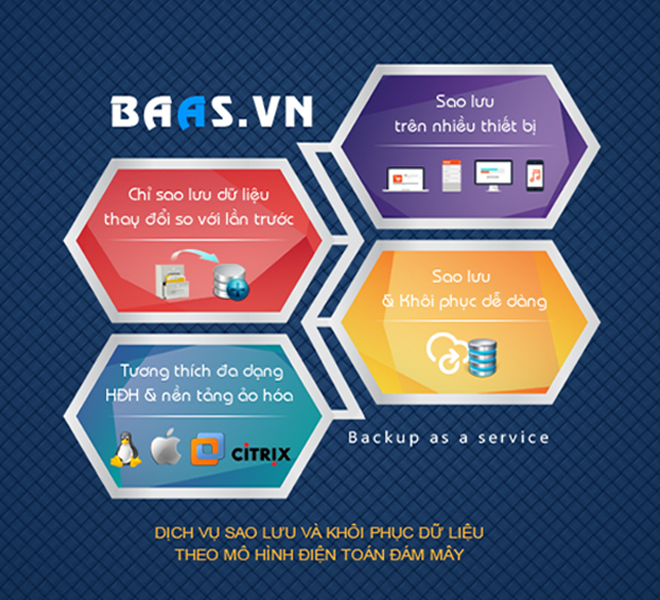 BAAS.VN
Sao lưu
trên nhiều thiết bị
Chỉ sao lưu dữ liệu
thay đổi so với lần trước
Sao lưu
& Khôi phục dễ dàng
Tương thích đa dạng
HĐH & nền tảng ảo hóa
CITRIX
Backup as a service
DỊCH VỤ SAO LƯU VÀ KHÔI PHỤC DỮ LIỆU
THEO MÔ HÌNH ĐIỆN TOÁN ĐÁM MÂY